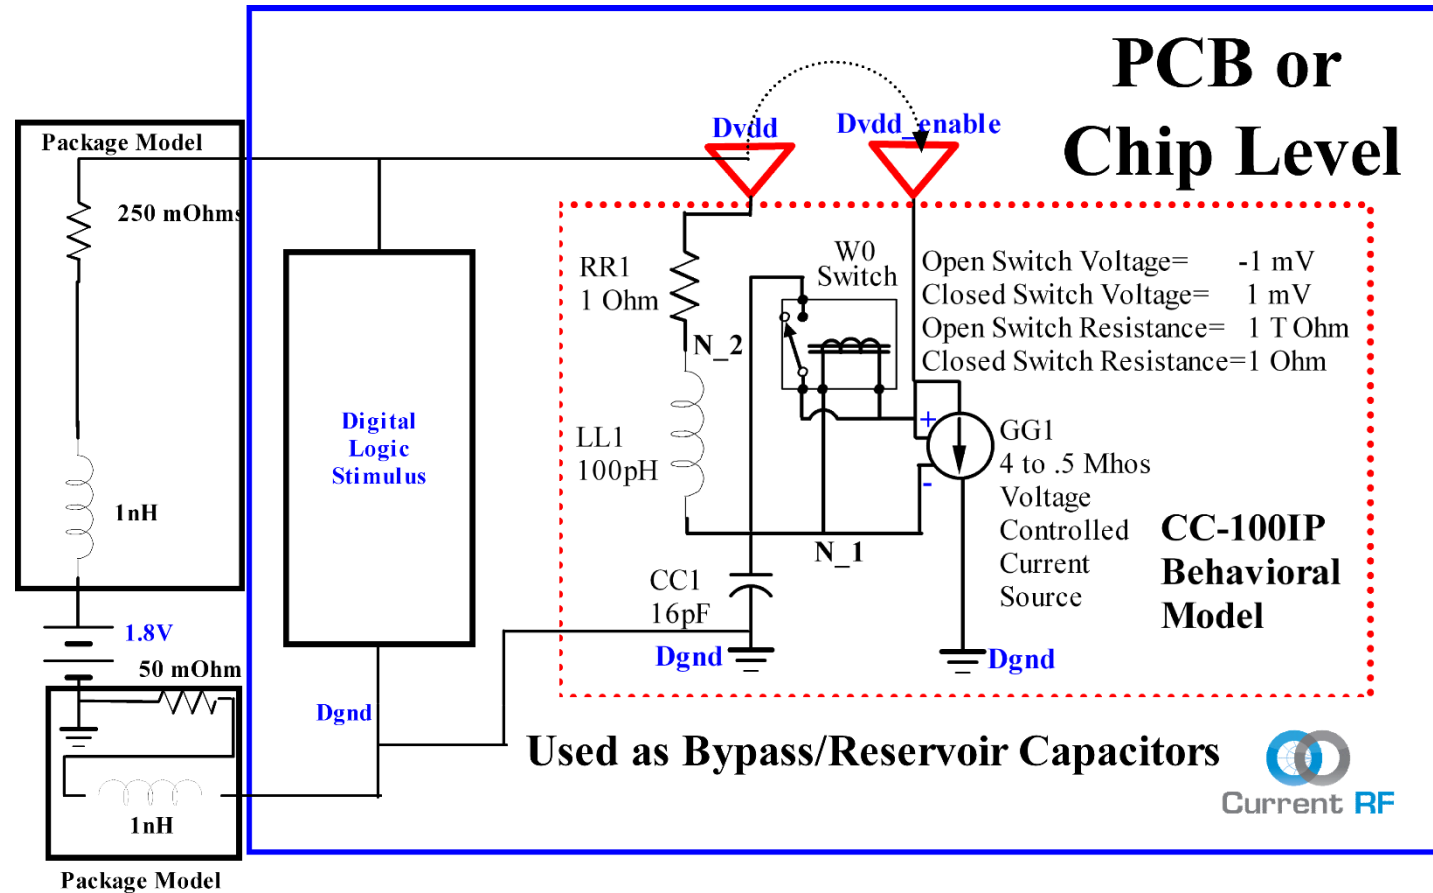 PCB or
Chip Level
Dvdd
Dvdd_enable
Package Model
250 mOhms
1nH
1.8V
50 mOhm
1nH
Package Model
Digital
Logic
Stimulus
Dgnd
RR1
1 Ohm
N_2
LL1
100pH
W0
Switch
Open Switch Voltage= -1 mV
Closed Switch Voltage= 1 mV
Open Switch Resistance= 1 T Ohm
Closed Switch Resistance=1 Ohm
+
-
GG1
4 to .5 Mhos
Voltage
Controlled
Current
Source
N_1
CC1
16pF
Dgnd
Dgnd
CC-100IP
Behavioral
Model
Used as Bypass/Reservoir Capacitors
Current RF